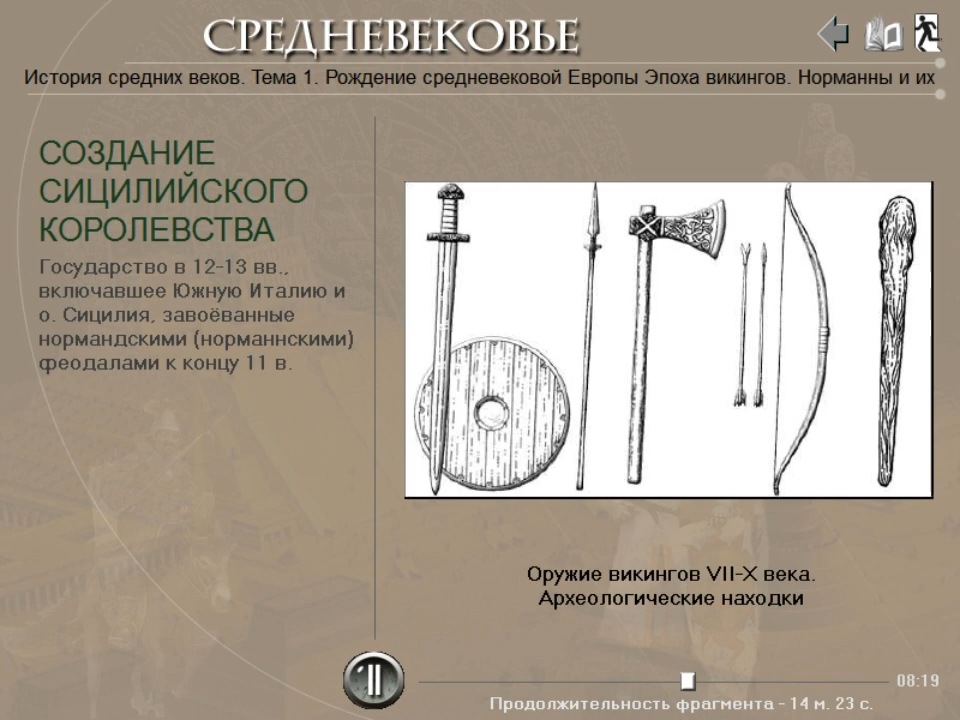 СРЕДНЕВЕКОВЬЕ
История средних веков. Тема 1. Рождение средневековой Европы Эпоха викингов. Норманны и их
СОЗДАНИЕ
СИЦИЛИЙСКОГО
КОРОЛЕВСТВА
Государство в 12-13 вв.,
включавшее Южную Италию и
о. Сицилия, завоёванные
нормандскими (норманнскими)
феодалами к концу 11 в.
Оружие викингов VII-X века.
Археологические находки
08:19
Продолжительность фрагмента - 14 м. 23 с.